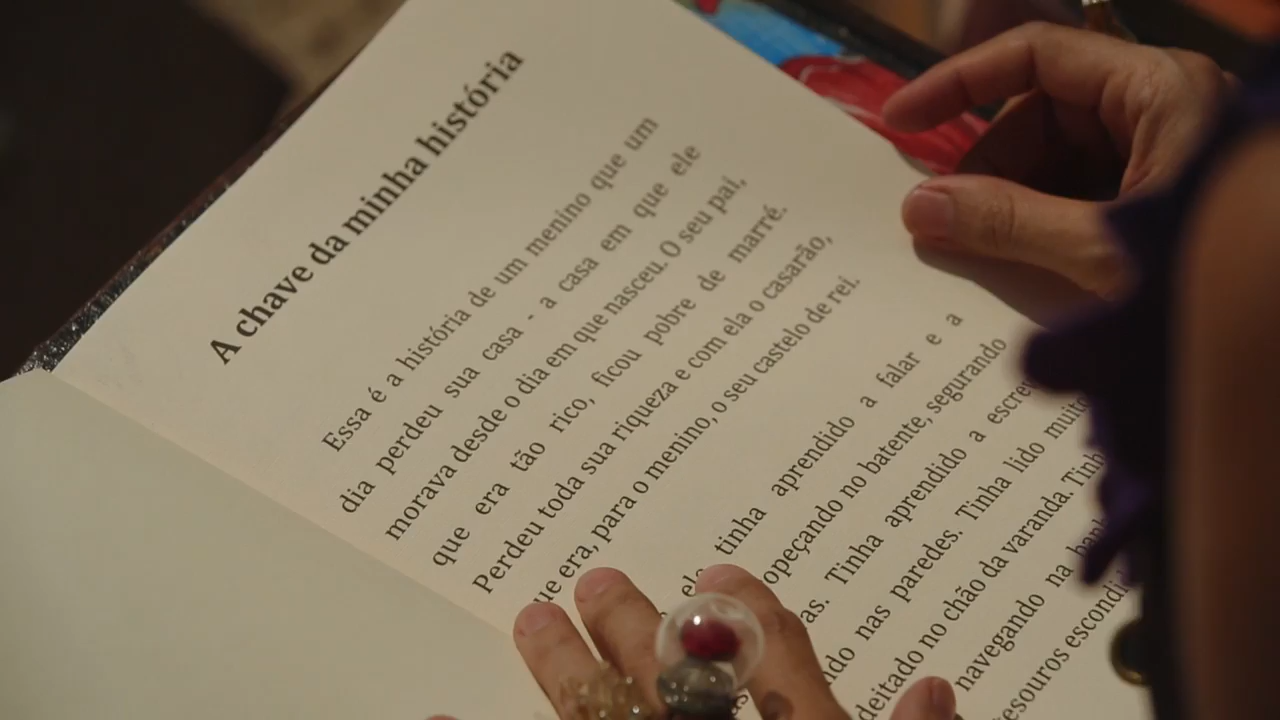 A chave da minha história
Essa é a história de um menino que um
dia perdeu sua casa - a casa em que ele
morava desde o dia em que nasceu. O seu pai,
que era tão rico, ficou pobre de marré.
Perdeu toda sua riqueza e com ela o casarão,
que era, para o menino, o seu castelo de rei.
ele tinha aprendido a falar e a
tropeçando no batente, segurando
Tinha aprendido a escrev
nas paredes. Tinha lido muito
deitado no chão da varanda. Tinh
navegando na
tesouros escondi